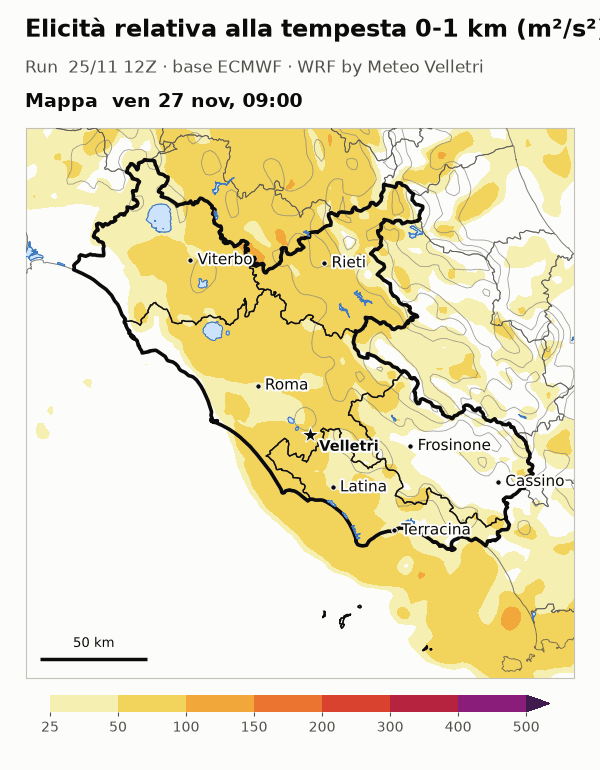 Elicità relativa alla tempesta 0-1 km (m²/s²)
Run  25/11 12Z · base ECMWF · WRF by Meteo Velletri
Mappa  ven 27 nov, 09:00
Viterbo
Rieti
Roma
Velletri
Frosinone
Cassino
Latina
Terracina
50 km
25 50 100 150 200 300 400 500